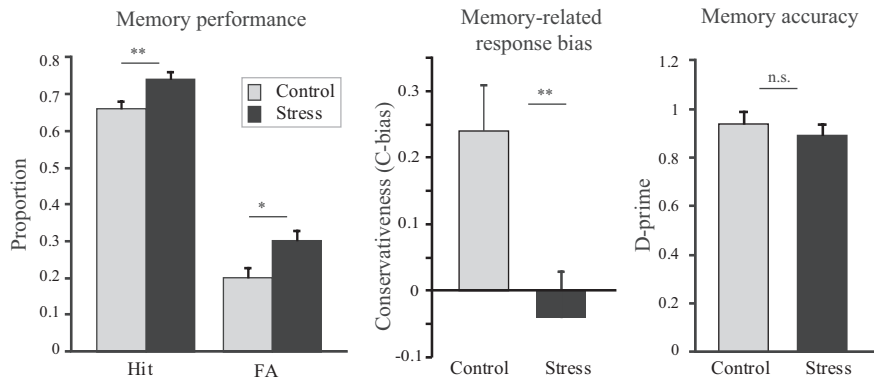 Memory performance
Proportion
0.8
0.7
0.6
0.5
0.4
0.3
0.2
0.1
0
**
*
Control
Stress
Hit
FA
Memory-related
response bias
Conservativeness (C-bias)
0.3
0.2
0.1
0
-0.1
**
Control
Stress
Memory accuracy
D-prime
1.2
1
0.8
0.6
0.4
0.2
0
n.s.
Control
Stress